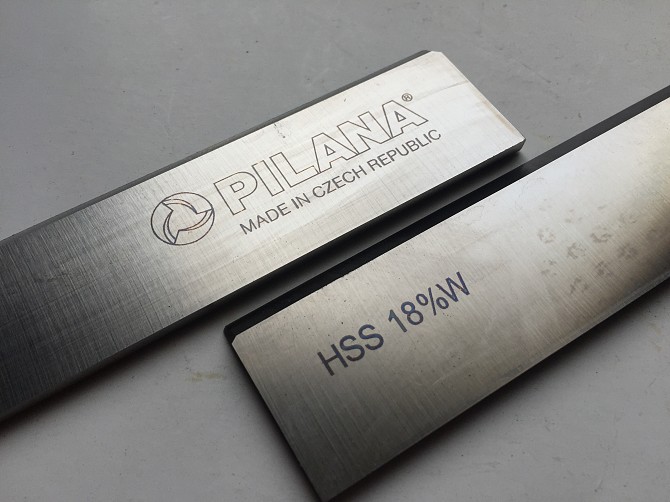 PILANA®
MADE IN CZECH REPUBLIC
HSS 18%W